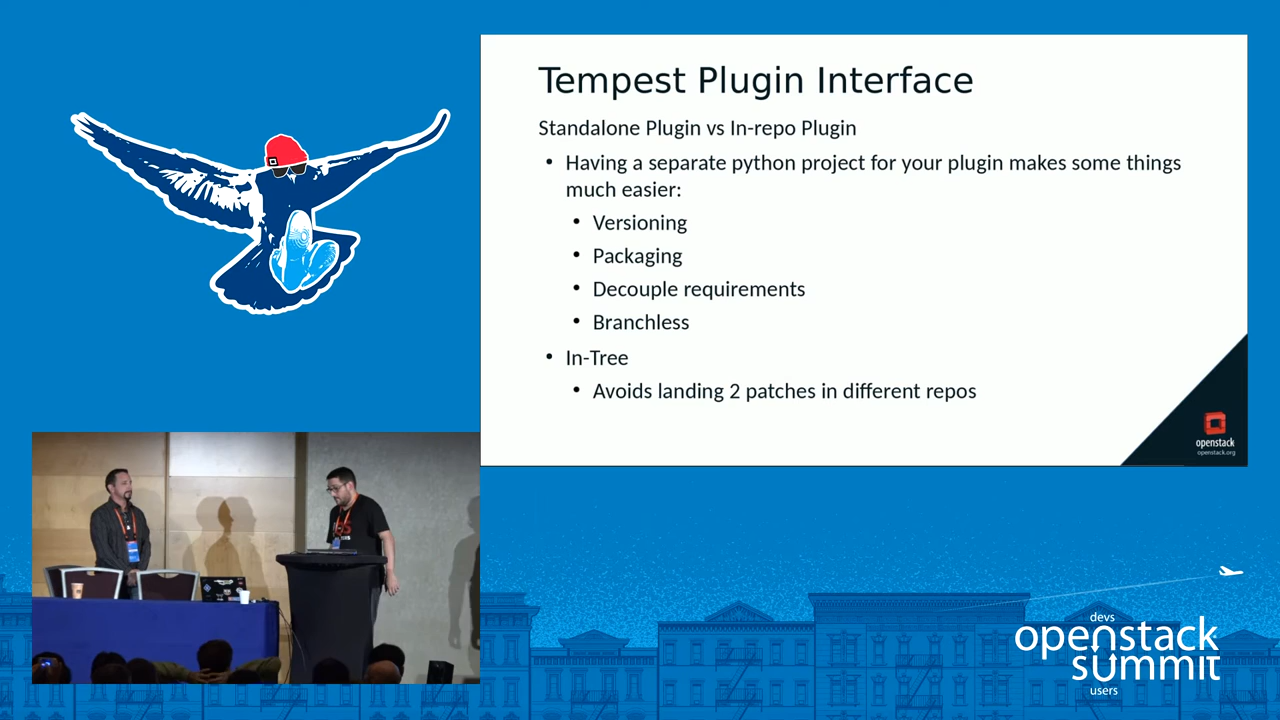 Tempest Plugin Interface
Standalone Plugin vs In-repo Plugin
• Having a separate python project for your plugin makes some things
much easier:
• Versioning
• Packaging
• Decouple requirements
• Branchless
• In-Tree
• Avoids landing 2 patches in different repos
openstack
openstack.org
devs
openstack
summit
users